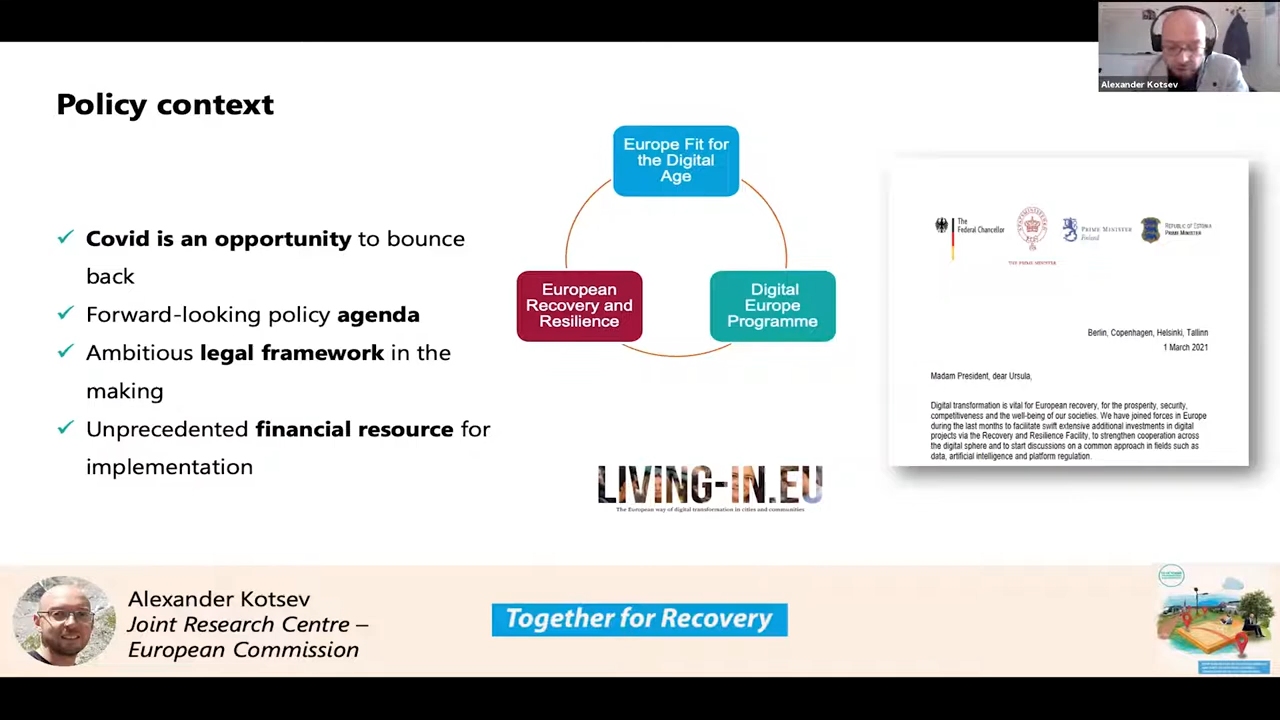 Alexander Kotsev
Policy context
Covid is an opportunity to bounce
back
Forward-looking policy agenda
Ambitious legal framework in the
making
Unprecedented financial resource for
implementation
Europe Fit for
the Digital
Age
European
Recovery and
Resilience
Digital
Europe
Programme
LIVING-IN.EU
The European way of digital transformation in cities and communities
The
Federal Chancellor
THE PRIME MINISTER
PRIME MINISTER
Finland
REPUBLIC OF ESTONIA
PRIME MINISTER
Berlin, Copenhagen, Helsinki, Tallinn
1 March 2021
Madam President, dear Ursula,
Digital transformation is vital for European recovery, for the prosperity, security,
competitiveness and the well-being of our societies. We have joined forces in Europe
during the last months to facilitate swift extensive additional investments in digital
projects via the Recovery and Resilience Facility, to strengthen cooperation across
the digital sphere and to start discussions on a common approach in fields such as
data, artificial intelligence and platform regulation.
Alexander Kotsev
Joint Research Centre –
European Commission
Together for Recovery